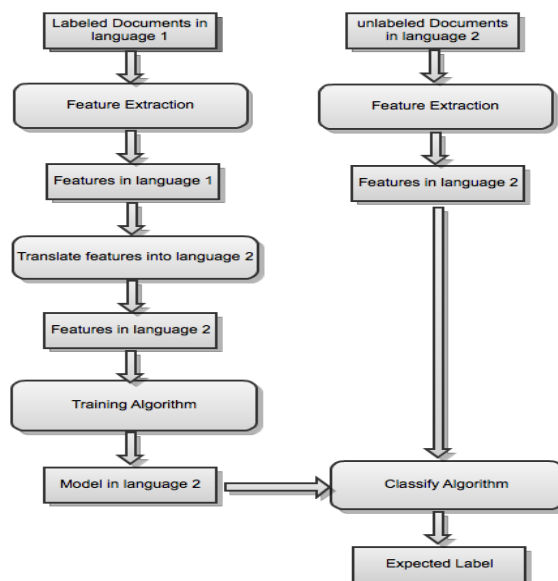 Labeled Documents in
language 1
Feature Extraction
Features in language 1
Translate features into language 2
Features in language 2
Training Algorithm
Model in language 2
unlabeled Documents
in language 2
Feature Extraction
Features in language 2
Classify Algorithm
Expected Label